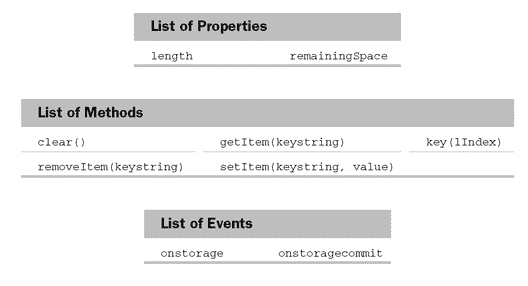 List of Properties
length remainingSpace
List of Methods
clear() getItem(keystring) key(lIndex)
removeItem(keystring) setItem(keystring, value)
List of Events
onstorage onstoragecommit